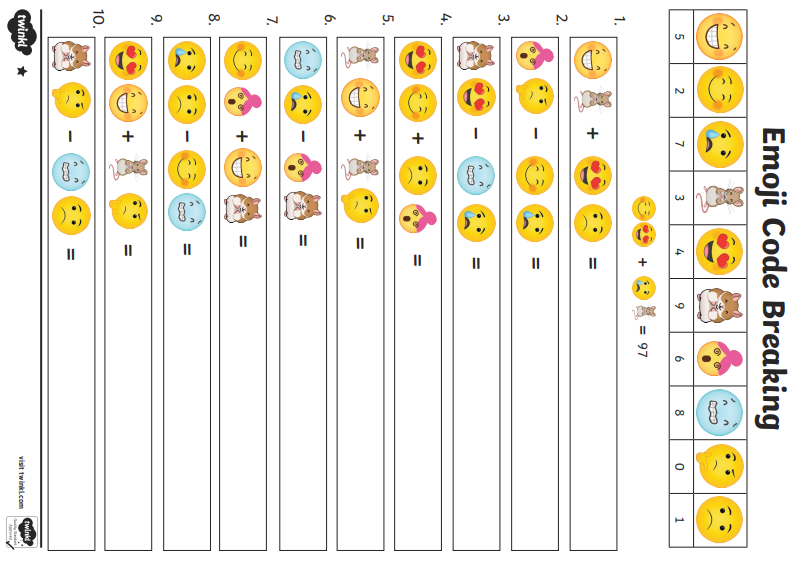 Emoji Code Breaking
5 2 7 3 4 9 6 8 0 1
+ = 97
1. + =
2. − =
3. − =
4. + =
5. + =
6. − =
7. + =
8. − =
9. + =
10. − =
twinkl
visit twinkl.com
twinkl